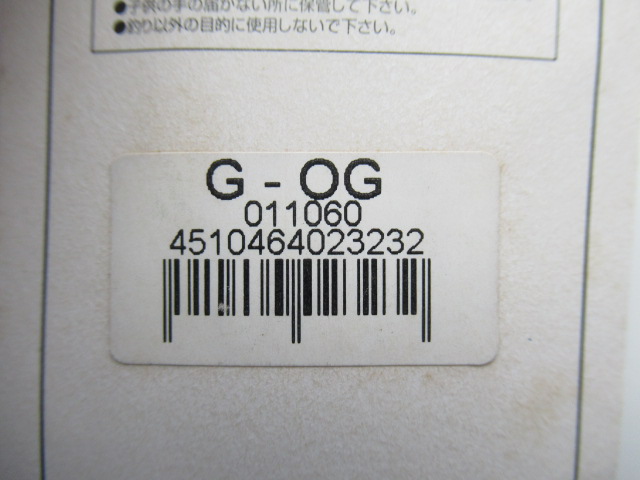 ●子供の手の届かない所に保管して下さい。
●釣り以外の目的に使用しないで下さい。
G - OG
011060
4510464023232